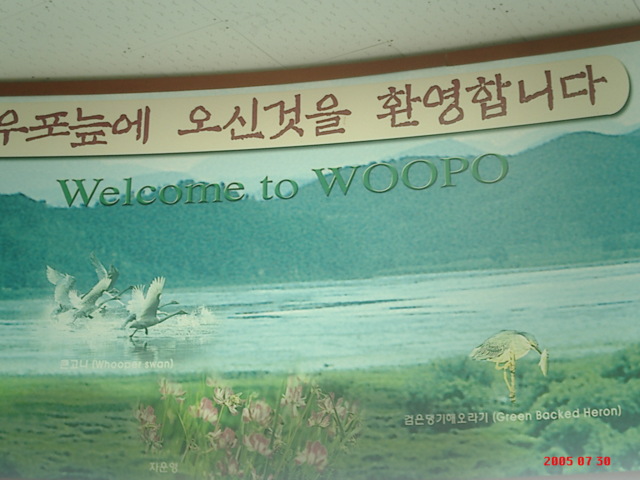 우포늪에 오신것을 환영합니다
Welcome to WOOPO
큰고니 (Whooper swan)
검은댕기해오라기 (Green Backed Heron)
자운영
2005 07 30